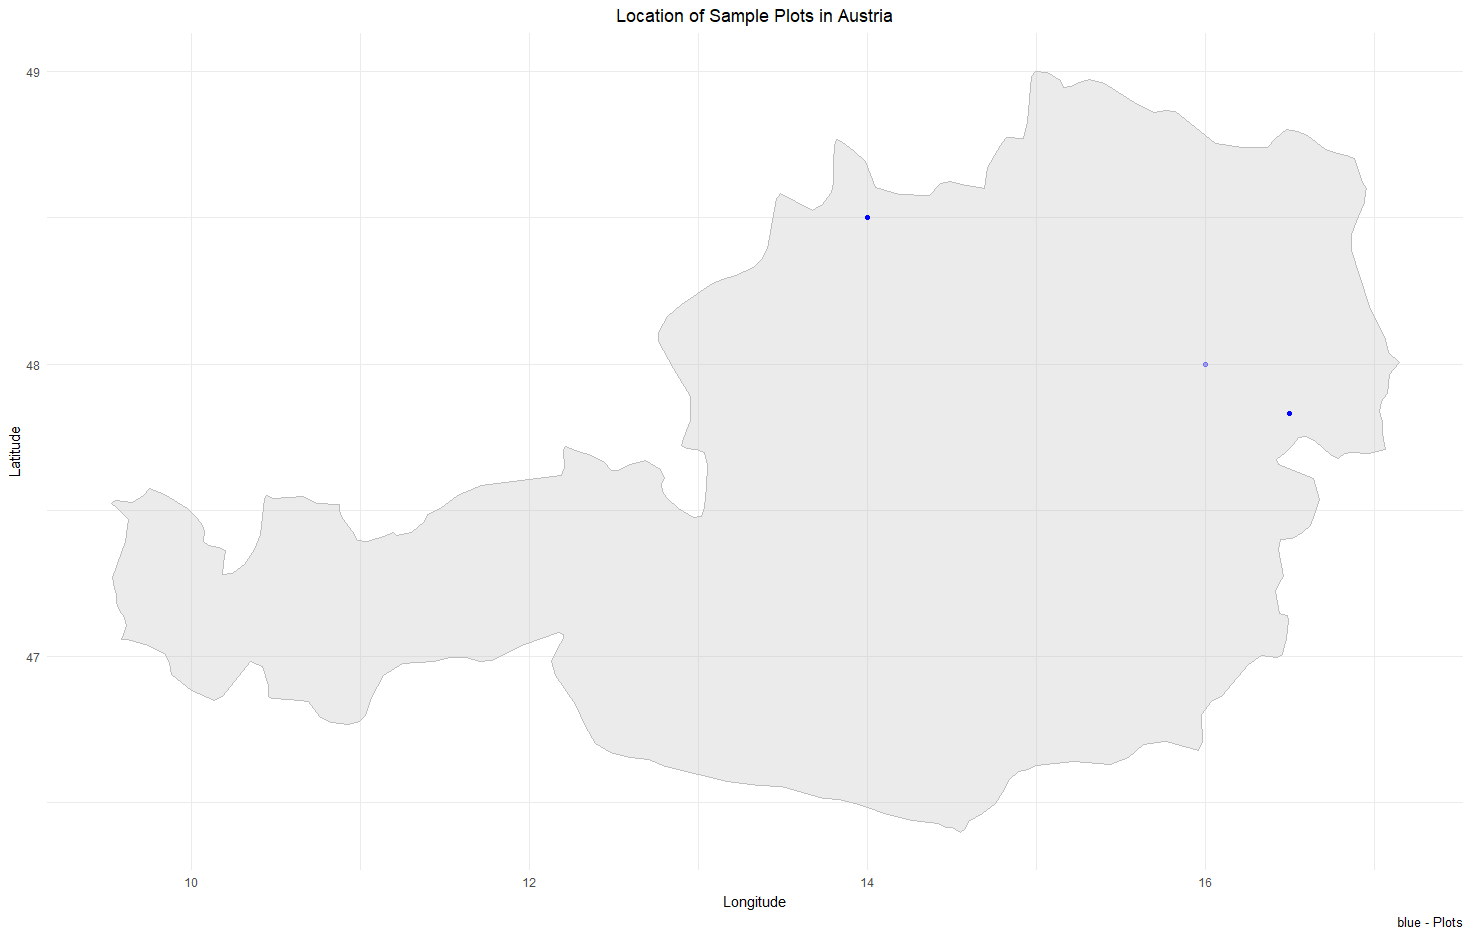 Location of Sample Plots in Austria
49
48
47
Latitude
10 12 14 16
Longitude
blue - Plots